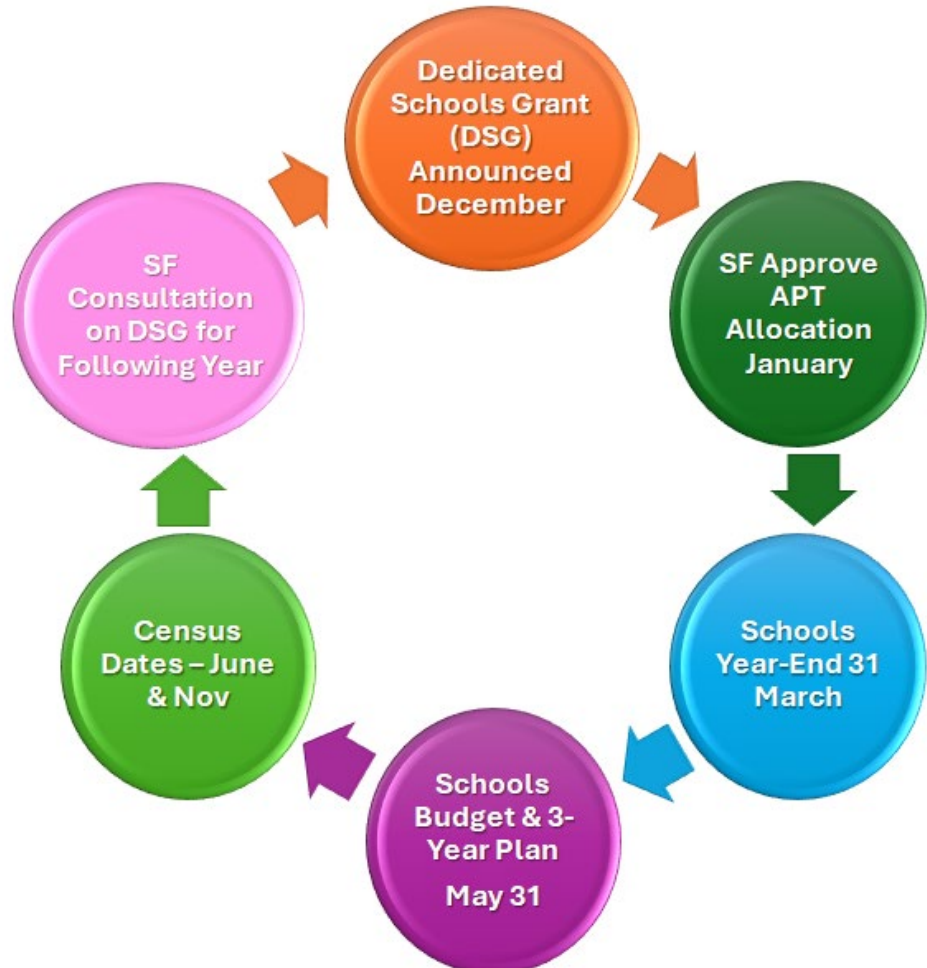 Dedicated
Schools Grant
(DSG)
Announced
December
SF Approve
APT
Allocation
January
Schools
Year-End 31
March
Schools
Budget & 3-
Year Plan
May 31
Census
Dates – June
& Nov
SF
Consultation
on DSG for
Following Year